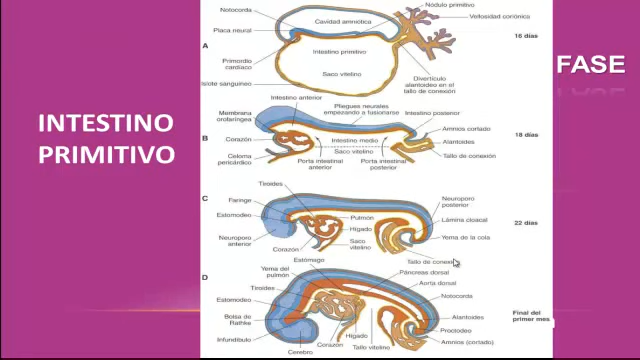 INTESTINO
PRIMITIVO
FASE
Notocorda
Nódulo primitivo
Cavidad amniótica
Vellosidad coriónica
Placa neural
A
Intestino primitivo
16 días
Primordio
cardíaco
Saco vitelino
Divertículo
alantoideo en el
tallo de conexión
Islote sanguíneo
Intestino anterior
Membrana
orofaríngea
Pliegues neurales
empezando a fusionarse
Intestino posterior
Amnios cortado
18 días
B
Corazón
Intestino medio
Alantoides
Saco vitelino
Celoma
pericárdico
Porta intestinal
anterior
Porta intestinal
posterior
Tallo de conexión
Tiroides
C
Faringe
Neuroporo
posterior
Estomodeo
Pulmón
Lámina cloacal
22 días
Hígado
Yema de la cola
Neuroporo
anterior
Saco
vitelino
Corazón
Tallo de conexión
Estómago
D
Yema del
pulmón
Páncreas dorsal
Aorta dorsal
Tiroides
Notocorda
Estomodeo
Bolsa de
Rathke
Alantoides
Final del
primer mes
Proctodeo
Infundíbulo
Hígado
Amnios (cortado)
Corazón
Cerebro
Tallo vitelino